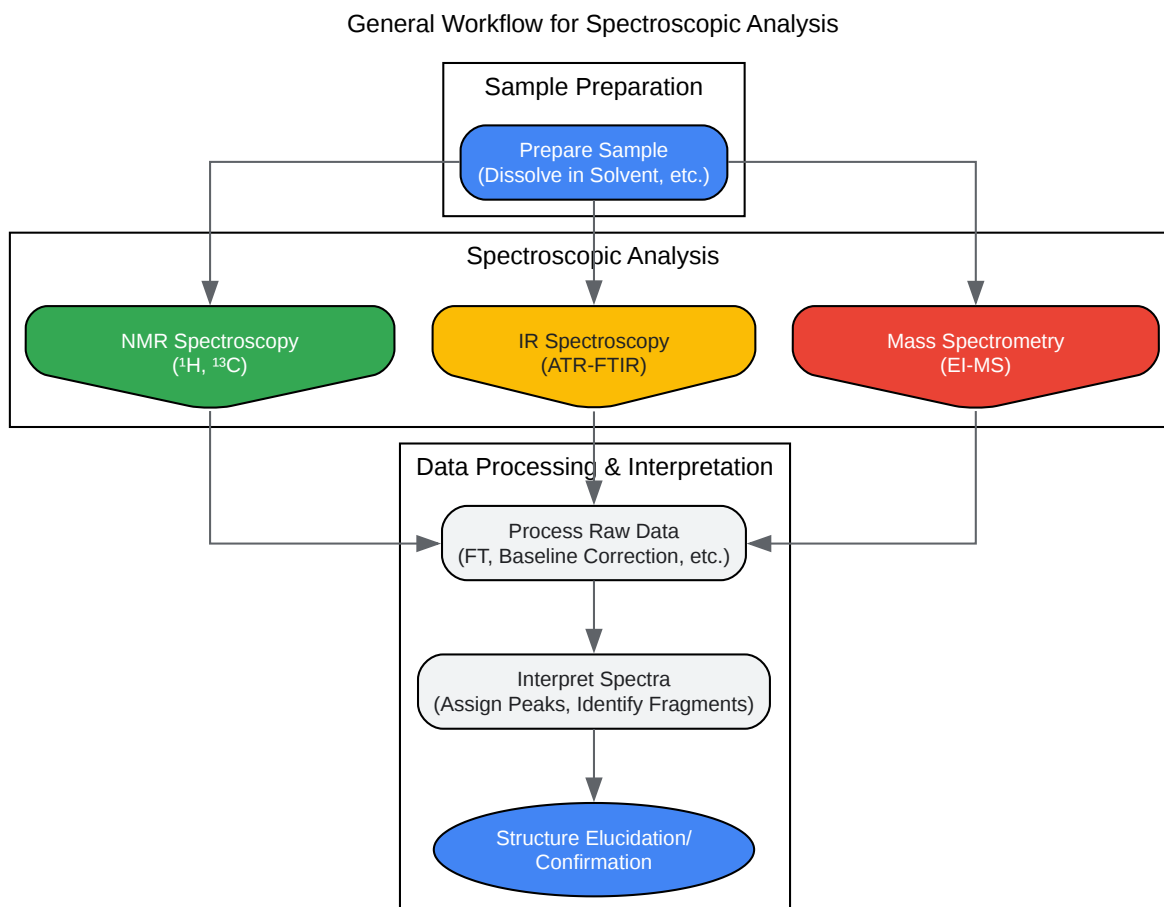 General Workflow for Spectroscopic Analysis
Sample Preparation
Prepare Sample
(Dissolve in Solvent, etc.)
Spectroscopic Analysis
NMR Spectroscopy
(¹H, ¹³C)
IR Spectroscopy
(ATR-FTIR)
Mass Spectrometry
(EI-MS)
Data Processing & Interpretation
Process Raw Data
(FT, Baseline Correction, etc.)
Interpret Spectra
(Assign Peaks, Identify Fragments)
Structure Elucidation/
Confirmation